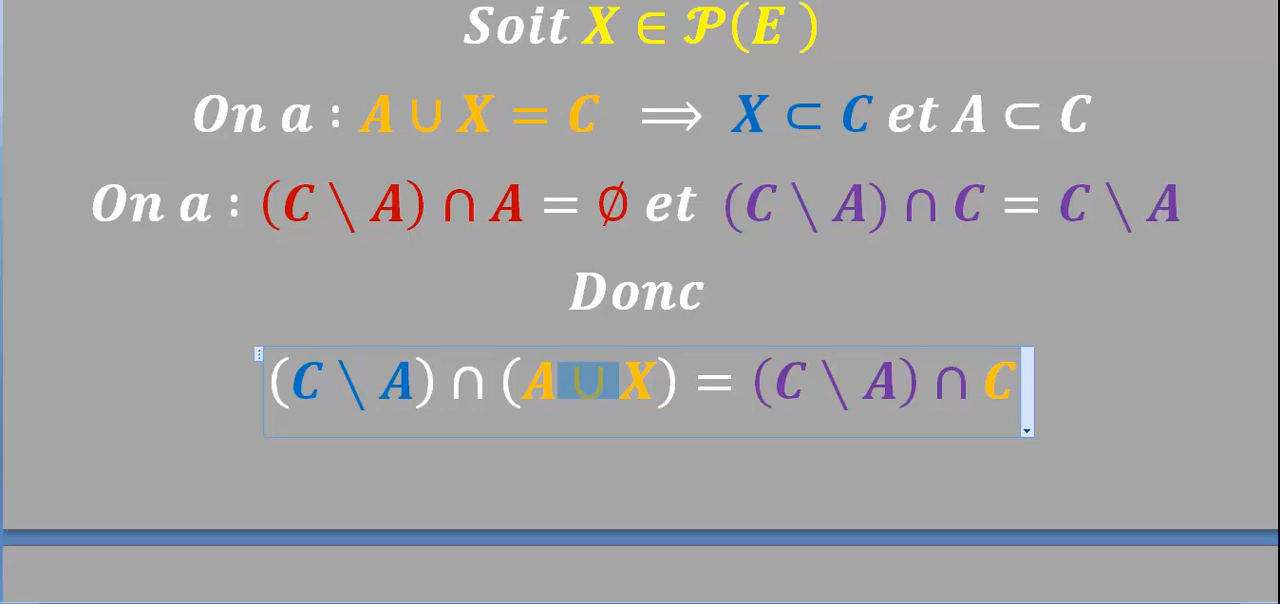 Soit X ∈ 𝒫(E )
On a : A ∪ X = C ⟹ X ⊂ C et A ⊂ C
On a : (C \ A) ∩ A = ∅ et (C \ A) ∩ C = C \ A
Donc
(C \ A) ∩ (A ∪ X) = (C \ A) ∩ C